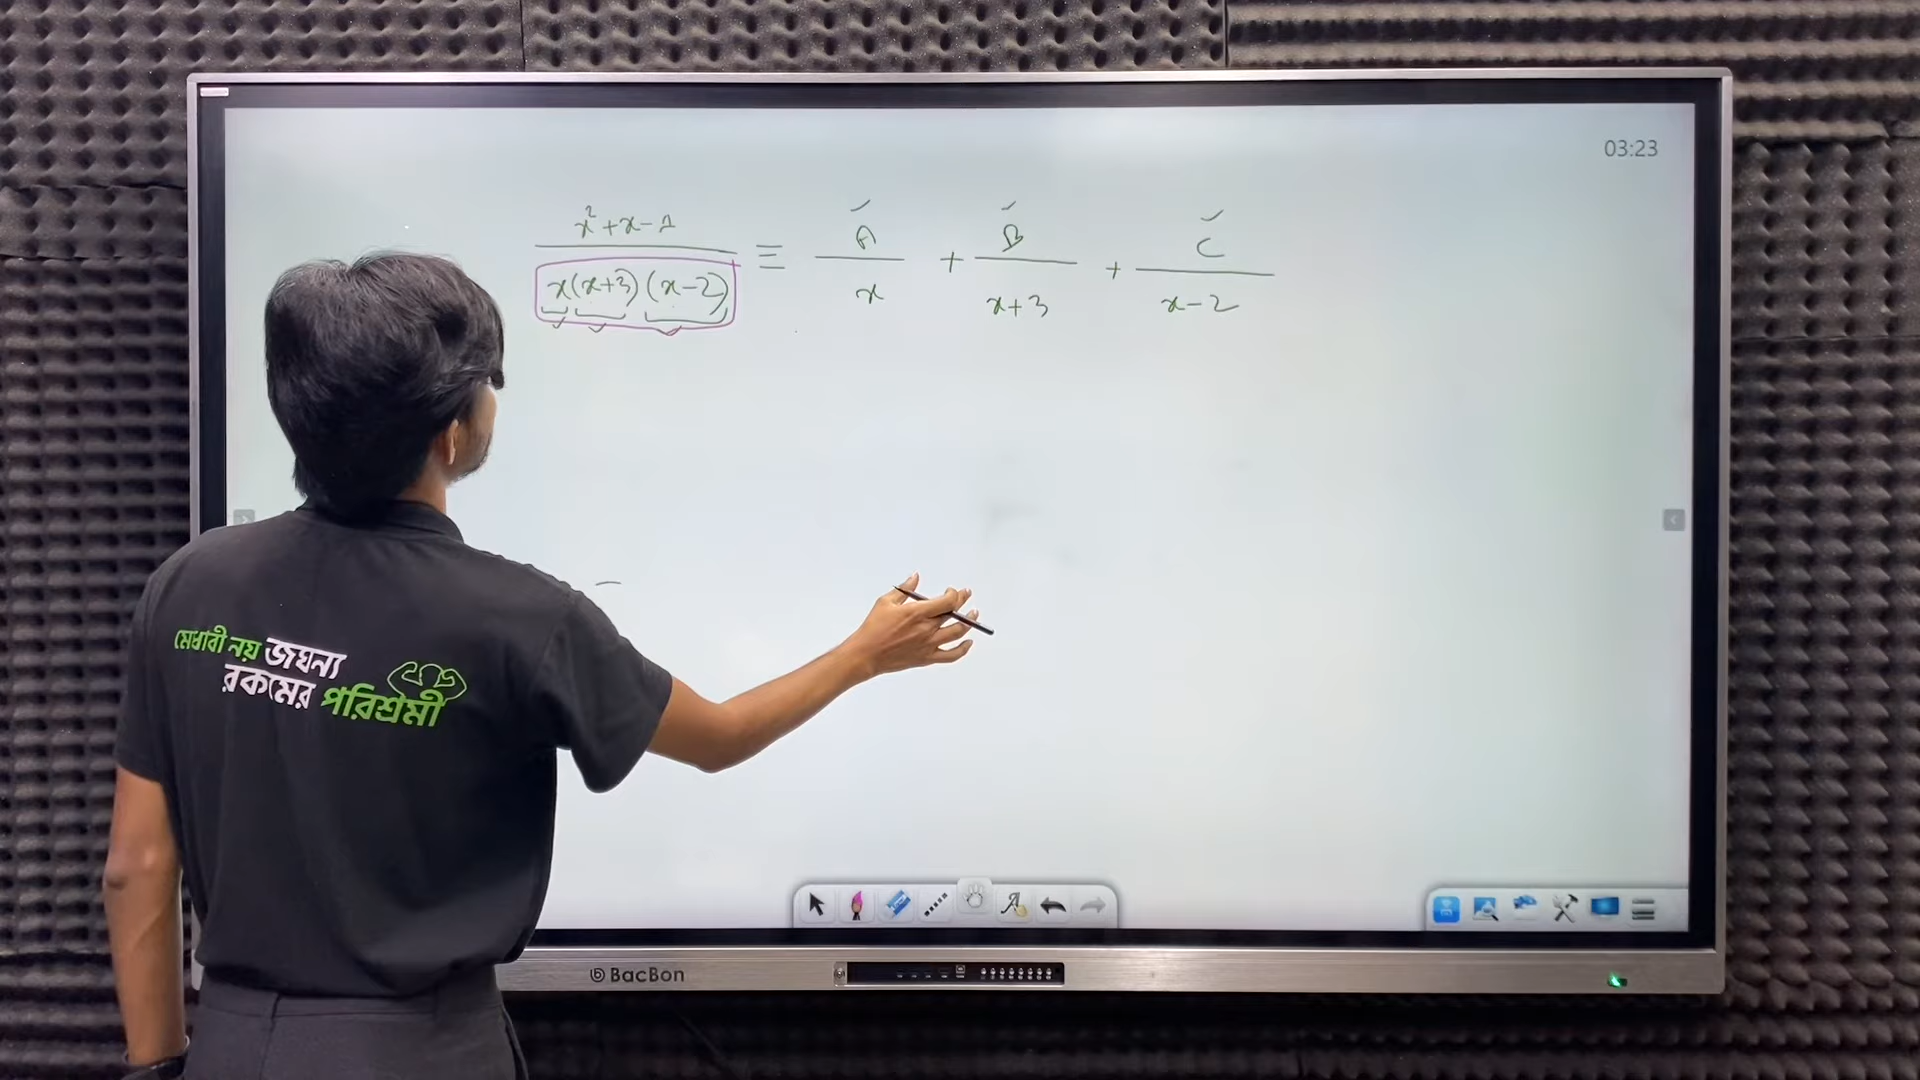 03:23
x² + x - 1
x(x+3)(x-2) ≡ A/x + B/x+3 + C/x-2
মেধাবী নয় জঘন্য
রকমের পরিশ্রমী
BacBon